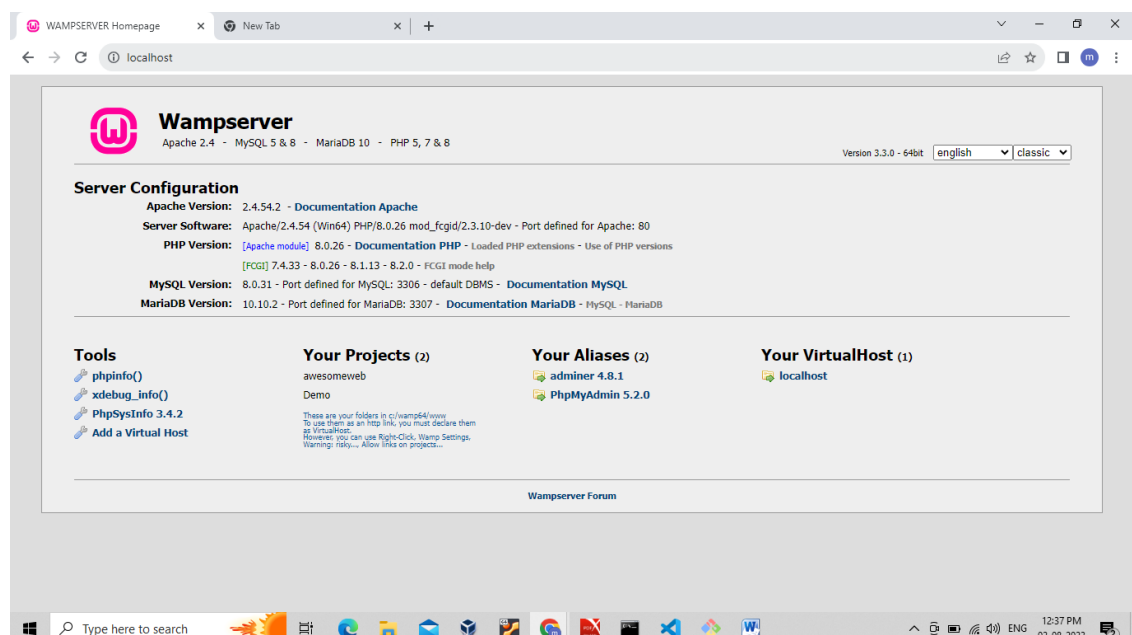 WAMPSERVER Homepage
New Tab
localhost
m
Wampserver
Apache 2.4 - MySQL 5 & 8 - MariaDB 10 - PHP 5, 7 & 8
Version 3.3.0 - 64bit english classic
Server Configuration
Apache Version: 2.4.54.2 - Documentation Apache
Server Software: Apache/2.4.54 (Win64) PHP/8.0.26 mod_fcgid/2.3.10-dev - Port defined for Apache: 80
PHP Version: [Apache module] 8.0.26 - Documentation PHP - Loaded PHP extensions - Use of PHP versions
[FCGI] 7.4.33 - 8.0.26 - 8.1.13 - 8.2.0 - FCGI mode help
MySQL Version: 8.0.31 - Port defined for MySQL: 3306 - default DBMS - Documentation MySQL
MariaDB Version: 10.10.2 - Port defined for MariaDB: 3307 - Documentation MariaDB - MySQL - MariaDB
Tools
phpinfo()
xdebug_info()
PhpSysInfo 3.4.2
Add a Virtual Host
Your Projects (2)
awesomeweb
Demo
These are your folders in c:/wamp64/www
To use them as an http link, you must declare them
as VirtualHost.
However, you can use Right-Click, Wamp Settings,
Warning: risky..., Allow links on projects...
Your Aliases (2)
adminer 4.8.1
PhpMyAdmin 5.2.0
Your VirtualHost (1)
localhost
Wampserver Forum
Type here to search
ENG
12:37 PM